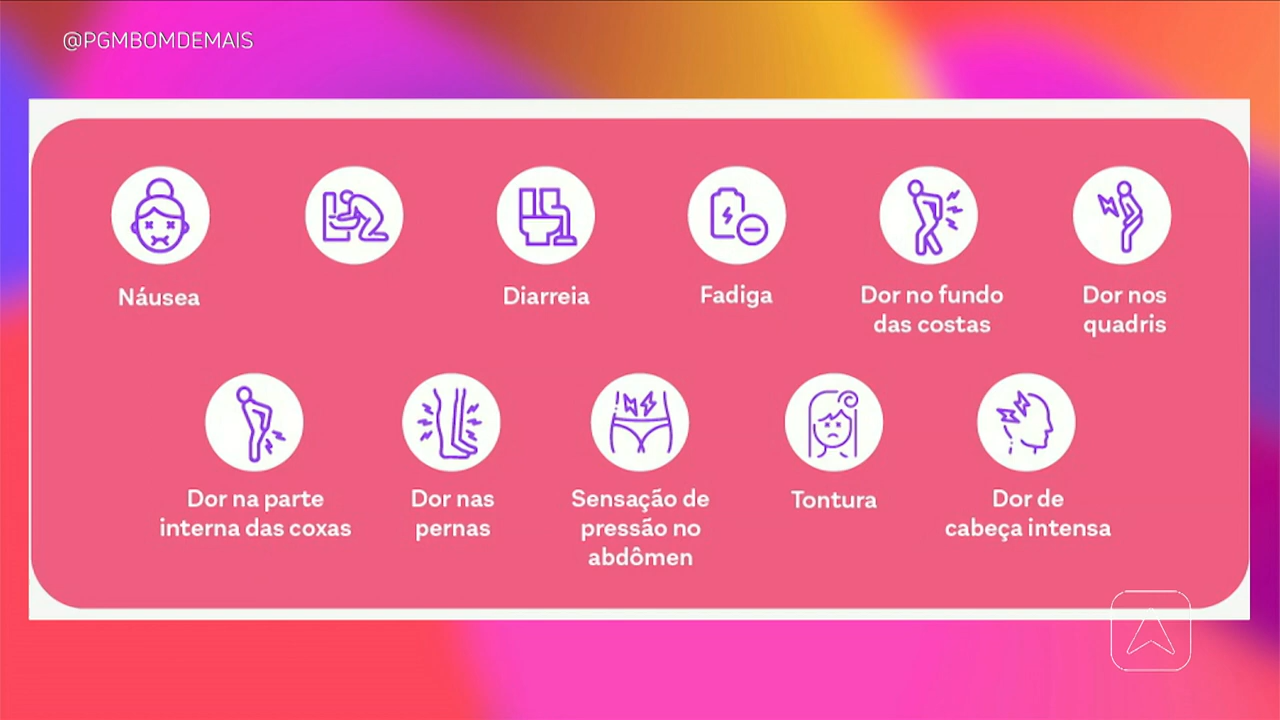 @PGMBOMDEMAIS
Náusea
Diarreia
Fadiga
Dor no fundo
das costas
Dor nos
quadris
Dor na parte
interna das coxas
Dor nas
pernas
Sensação de
pressão no
abdômen
Tontura
Dor de
cabeça intensa